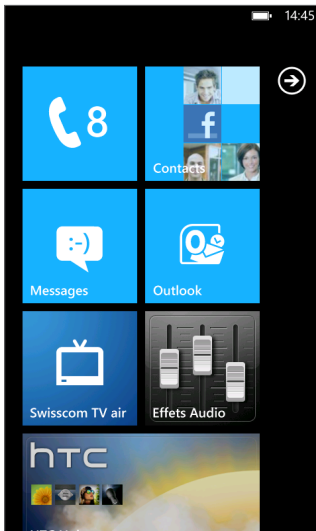 14:45
8
f
Contacts
:-)
Messages
O
Outlook
Swisscom TV air
Effets Audio
hTC